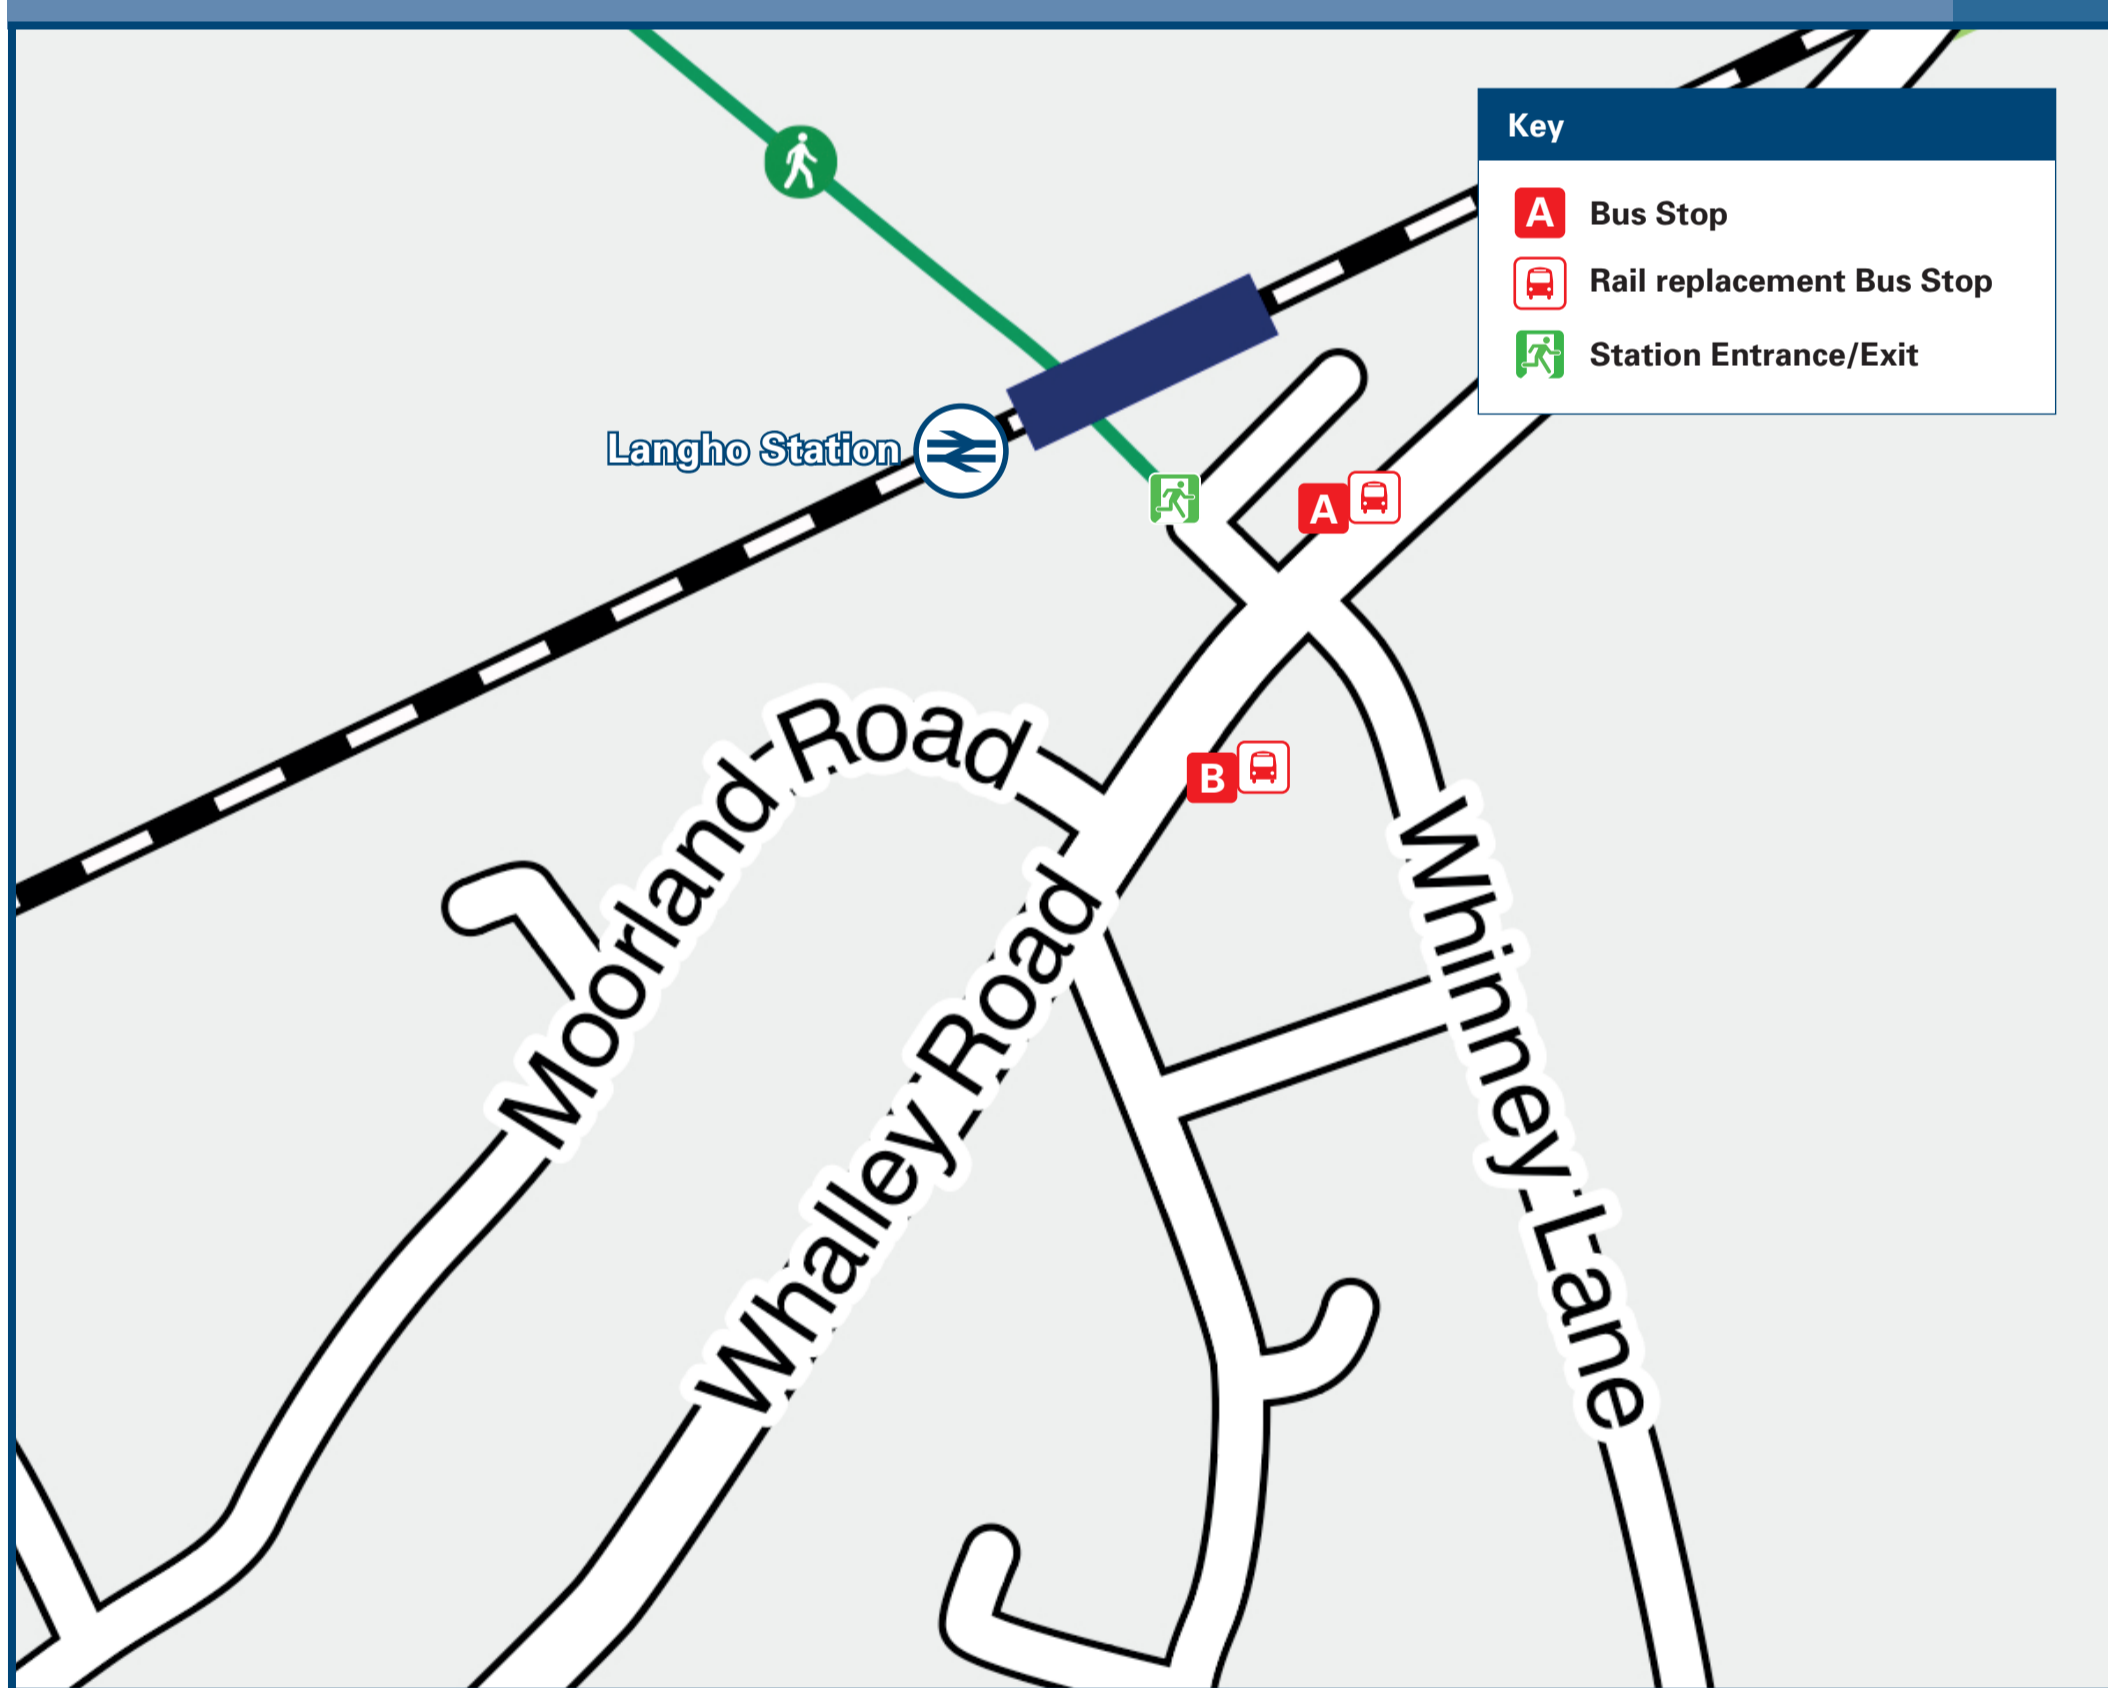 Key
A Bus Stop
Rail replacement Bus Stop
Station Entrance/Exit
Langho Station
A
B
Moorland Road
Whalley Road
Whinney Lane